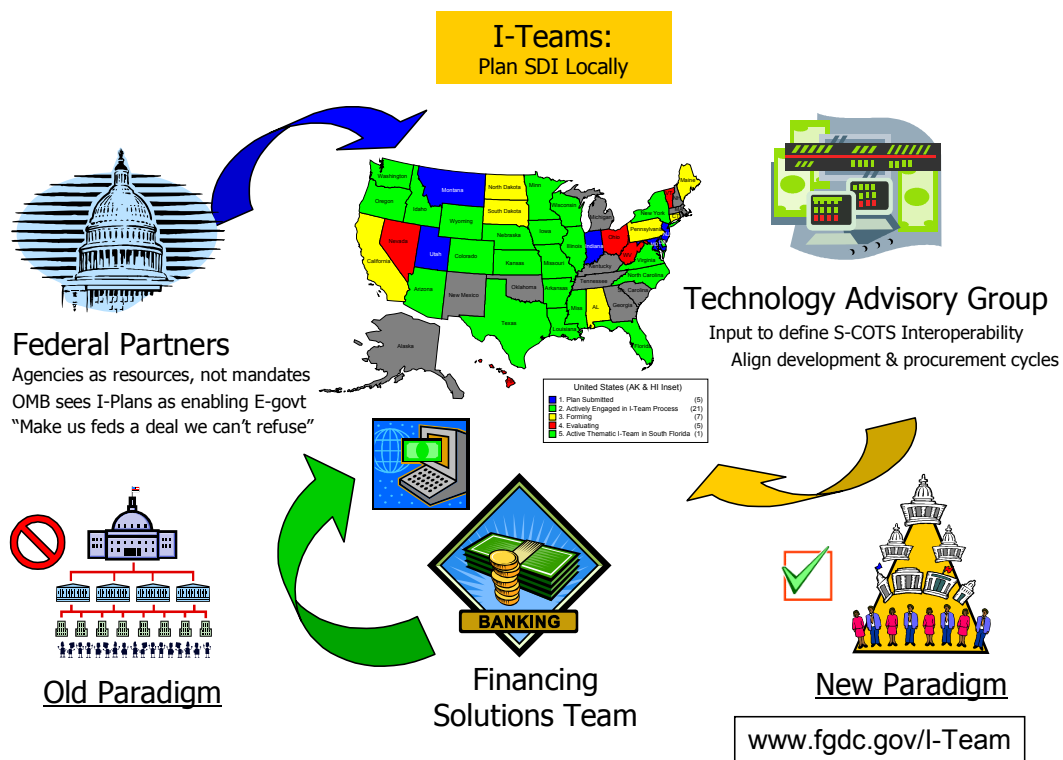 I-Teams:
Plan SDI Locally
Washington
Oregon
California
Nevada
Idaho
Montana
Wyoming
Utah
Colorado
Arizona
New Mexico
North Dakota
South Dakota
Nebraska
Kansas
Oklahoma
Texas
Minn
Iowa
Missouri
Arkansas
Louisiana
Wisconsin
Illinois
Michigan
Indiana
Ohio
Kentucky
Tennessee
Miss
AL
Georgia
Florida
Carolina
North Carolina
Virginia
WV
Pennsylvania
New York
Maine
Alaska
United States (AK & HI Inset)
1. Plan Submitted (5)
2. Actively Engaged in I-Team Process (21)
3. Forming (7)
4. Evaluating (5)
5. Active Thematic I-Team in South Florida (1)
Federal Partners
Agencies as resources, not mandates
OMB sees I-Plans as enabling E-govt
“Make us feds a deal we can’t refuse”
Technology Advisory Group
Input to define S-COTS Interoperability
Align development & procurement cycles
Old Paradigm
BANKING
Financing
Solutions Team
New Paradigm
www.fgdc.gov/I-Team